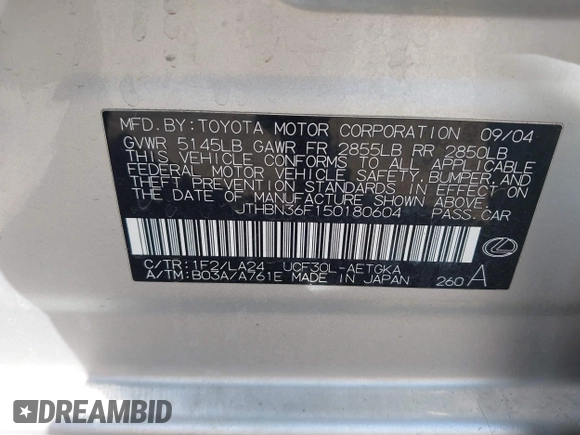 MFD. BY: TOYOTA MOTOR CORPORATION 09/04
GVWR 5145LB GAWR FR 2855LB RR 2850LB
THIS VEHICLE CONFORMS TO ALL APPLICABLE
FEDERAL MOTOR VEHICLE SAFETY, BUMPER, AND
THEFT PREVENTION STANDARDS IN EFFECT ON
THE DATE OF MANUFACTURE SHOWN ABOVE.
JTHBN36F150180604 PASS. CAR
C/TR: 1F2/LA24 UCF30L-AETGKA
A/TM: B03A/A761E MADE IN JAPAN 260 A
DREAMBID